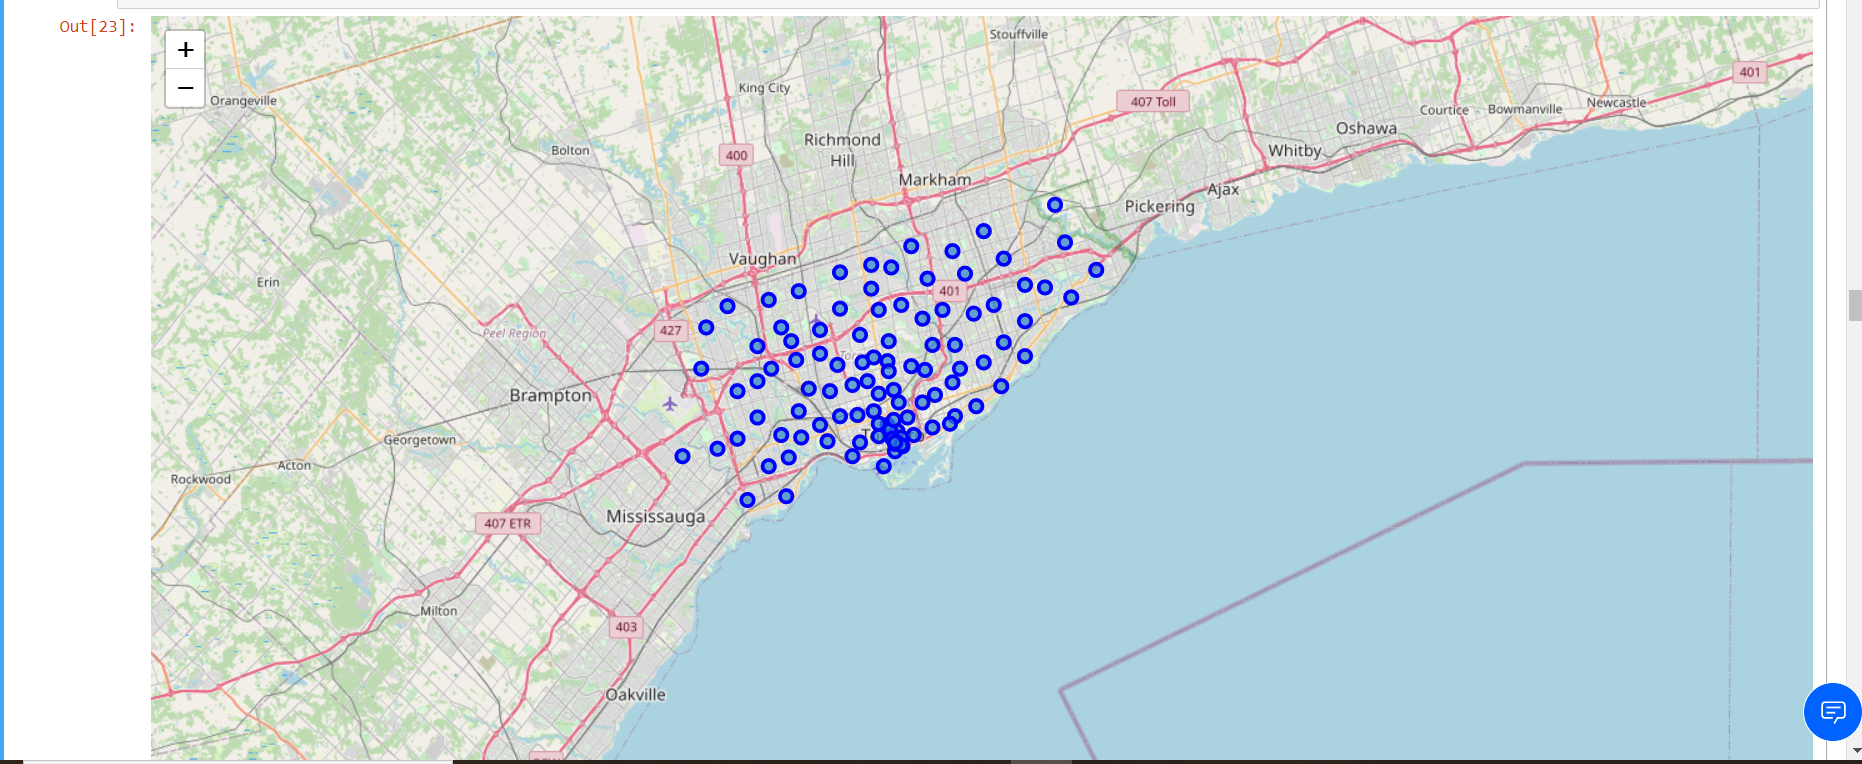 Out[23]:
+
−
Stouffville
401
King City
Orangeville
407 Toll
Newcastle
Courtice
Bowmanville
Oshawa
Richmond
Hill
Bolton
400
Whitby
Markham
Ajax
Pickering
Vaughan
Erin
401
427
Peel Region
Brampton
Georgetown
Acton
Rockwood
Mississauga
407 ETR
Milton
403
Oakville